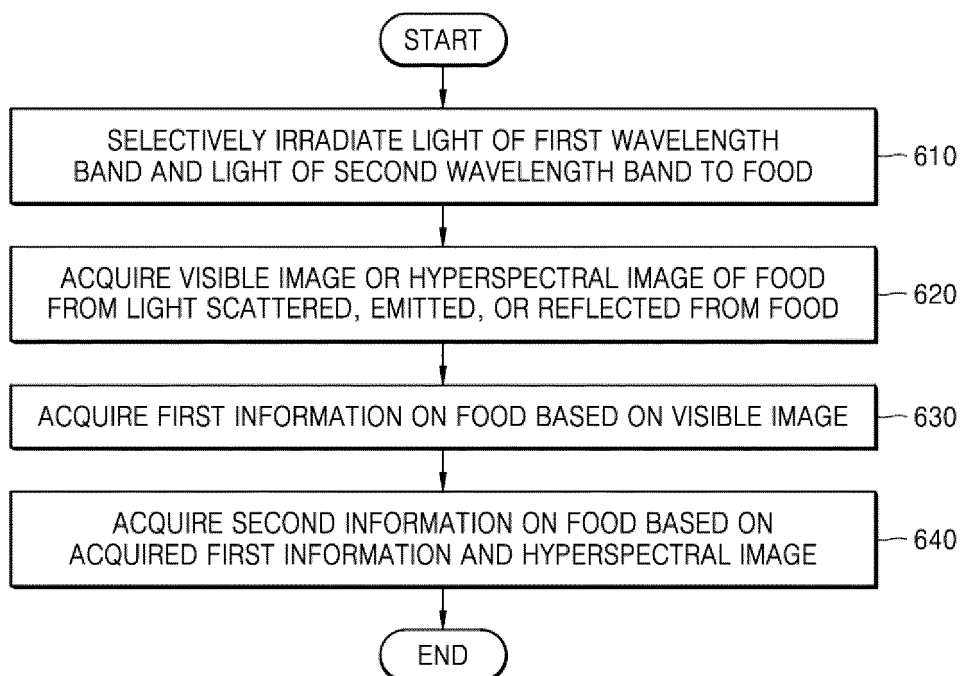 START
SELECTIVELY IRRADIATE LIGHT OF FIRST WAVELENGTH
BAND AND LIGHT OF SECOND WAVELENGTH BAND TO FOOD
610
ACQUIRE VISIBLE IMAGE OR HYPERSPECTRAL IMAGE OF FOOD
FROM LIGHT SCATTERED, EMITTED, OR REFLECTED FROM FOOD
620
ACQUIRE FIRST INFORMATION ON FOOD BASED ON VISIBLE IMAGE
630
ACQUIRE SECOND INFORMATION ON FOOD BASED ON
ACQUIRED FIRST INFORMATION AND HYPERSPECTRAL IMAGE
640
END